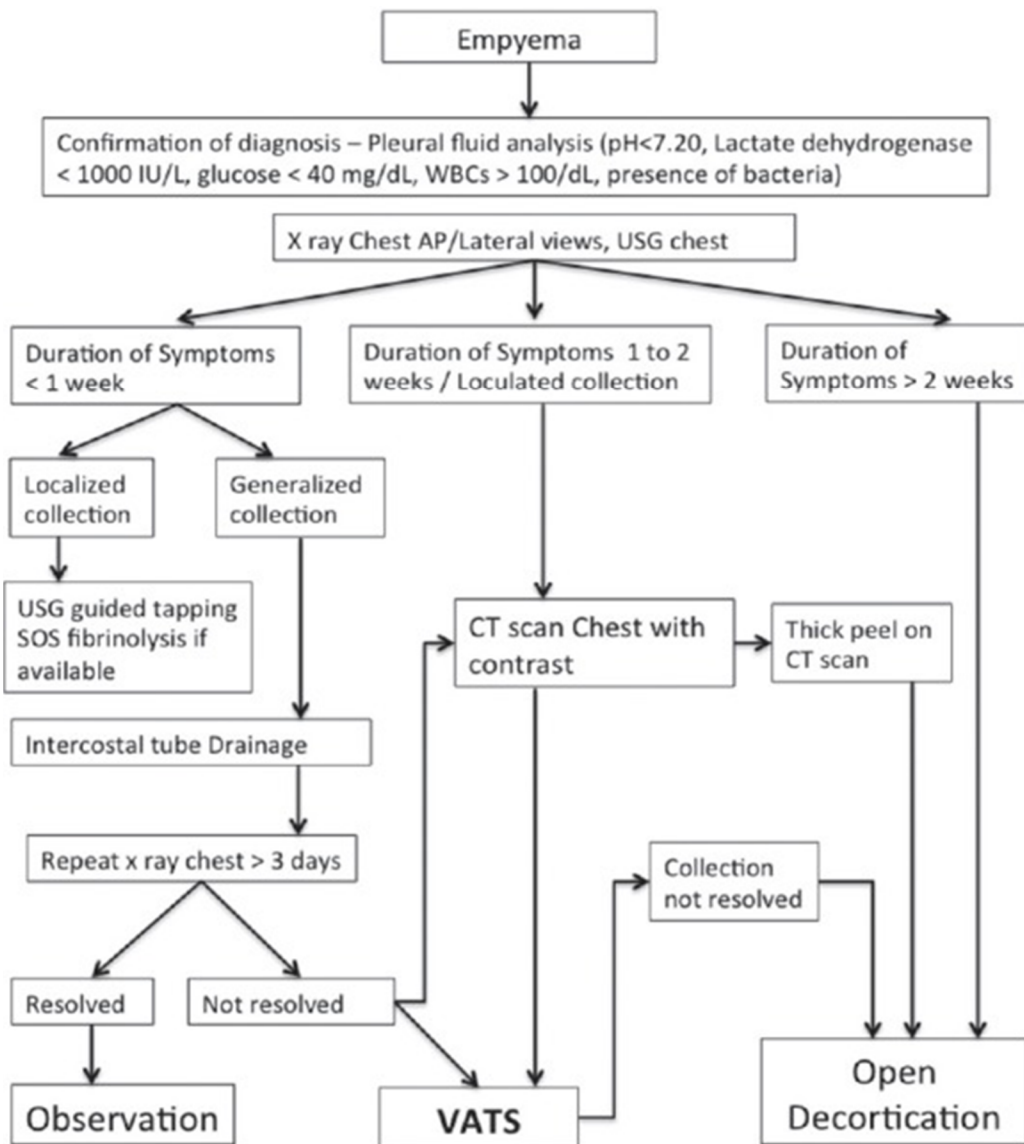 Empyema
Confirmation of diagnosis – Pleural fluid analysis (pH<7.20, Lactate dehydrogenase
< 1000 IU/L, glucose < 40 mg/dL, WBCs > 100/dL, presence of bacteria)
X ray Chest AP/Lateral views, USG chest
Duration of Symptoms
< 1 week
Duration of Symptoms 1 to 2
weeks / Loculated collection
Duration of
Symptoms > 2 weeks
Localized
collection
Generalized
collection
USG guided tapping
SOS fibrinolysis if
available
CT scan Chest with
contrast
Thick peel on
CT scan
Intercostal tube Drainage
Repeat x ray chest > 3 days
Collection
not resolved
Resolved
Not resolved
Observation
VATS
Open
Decortication